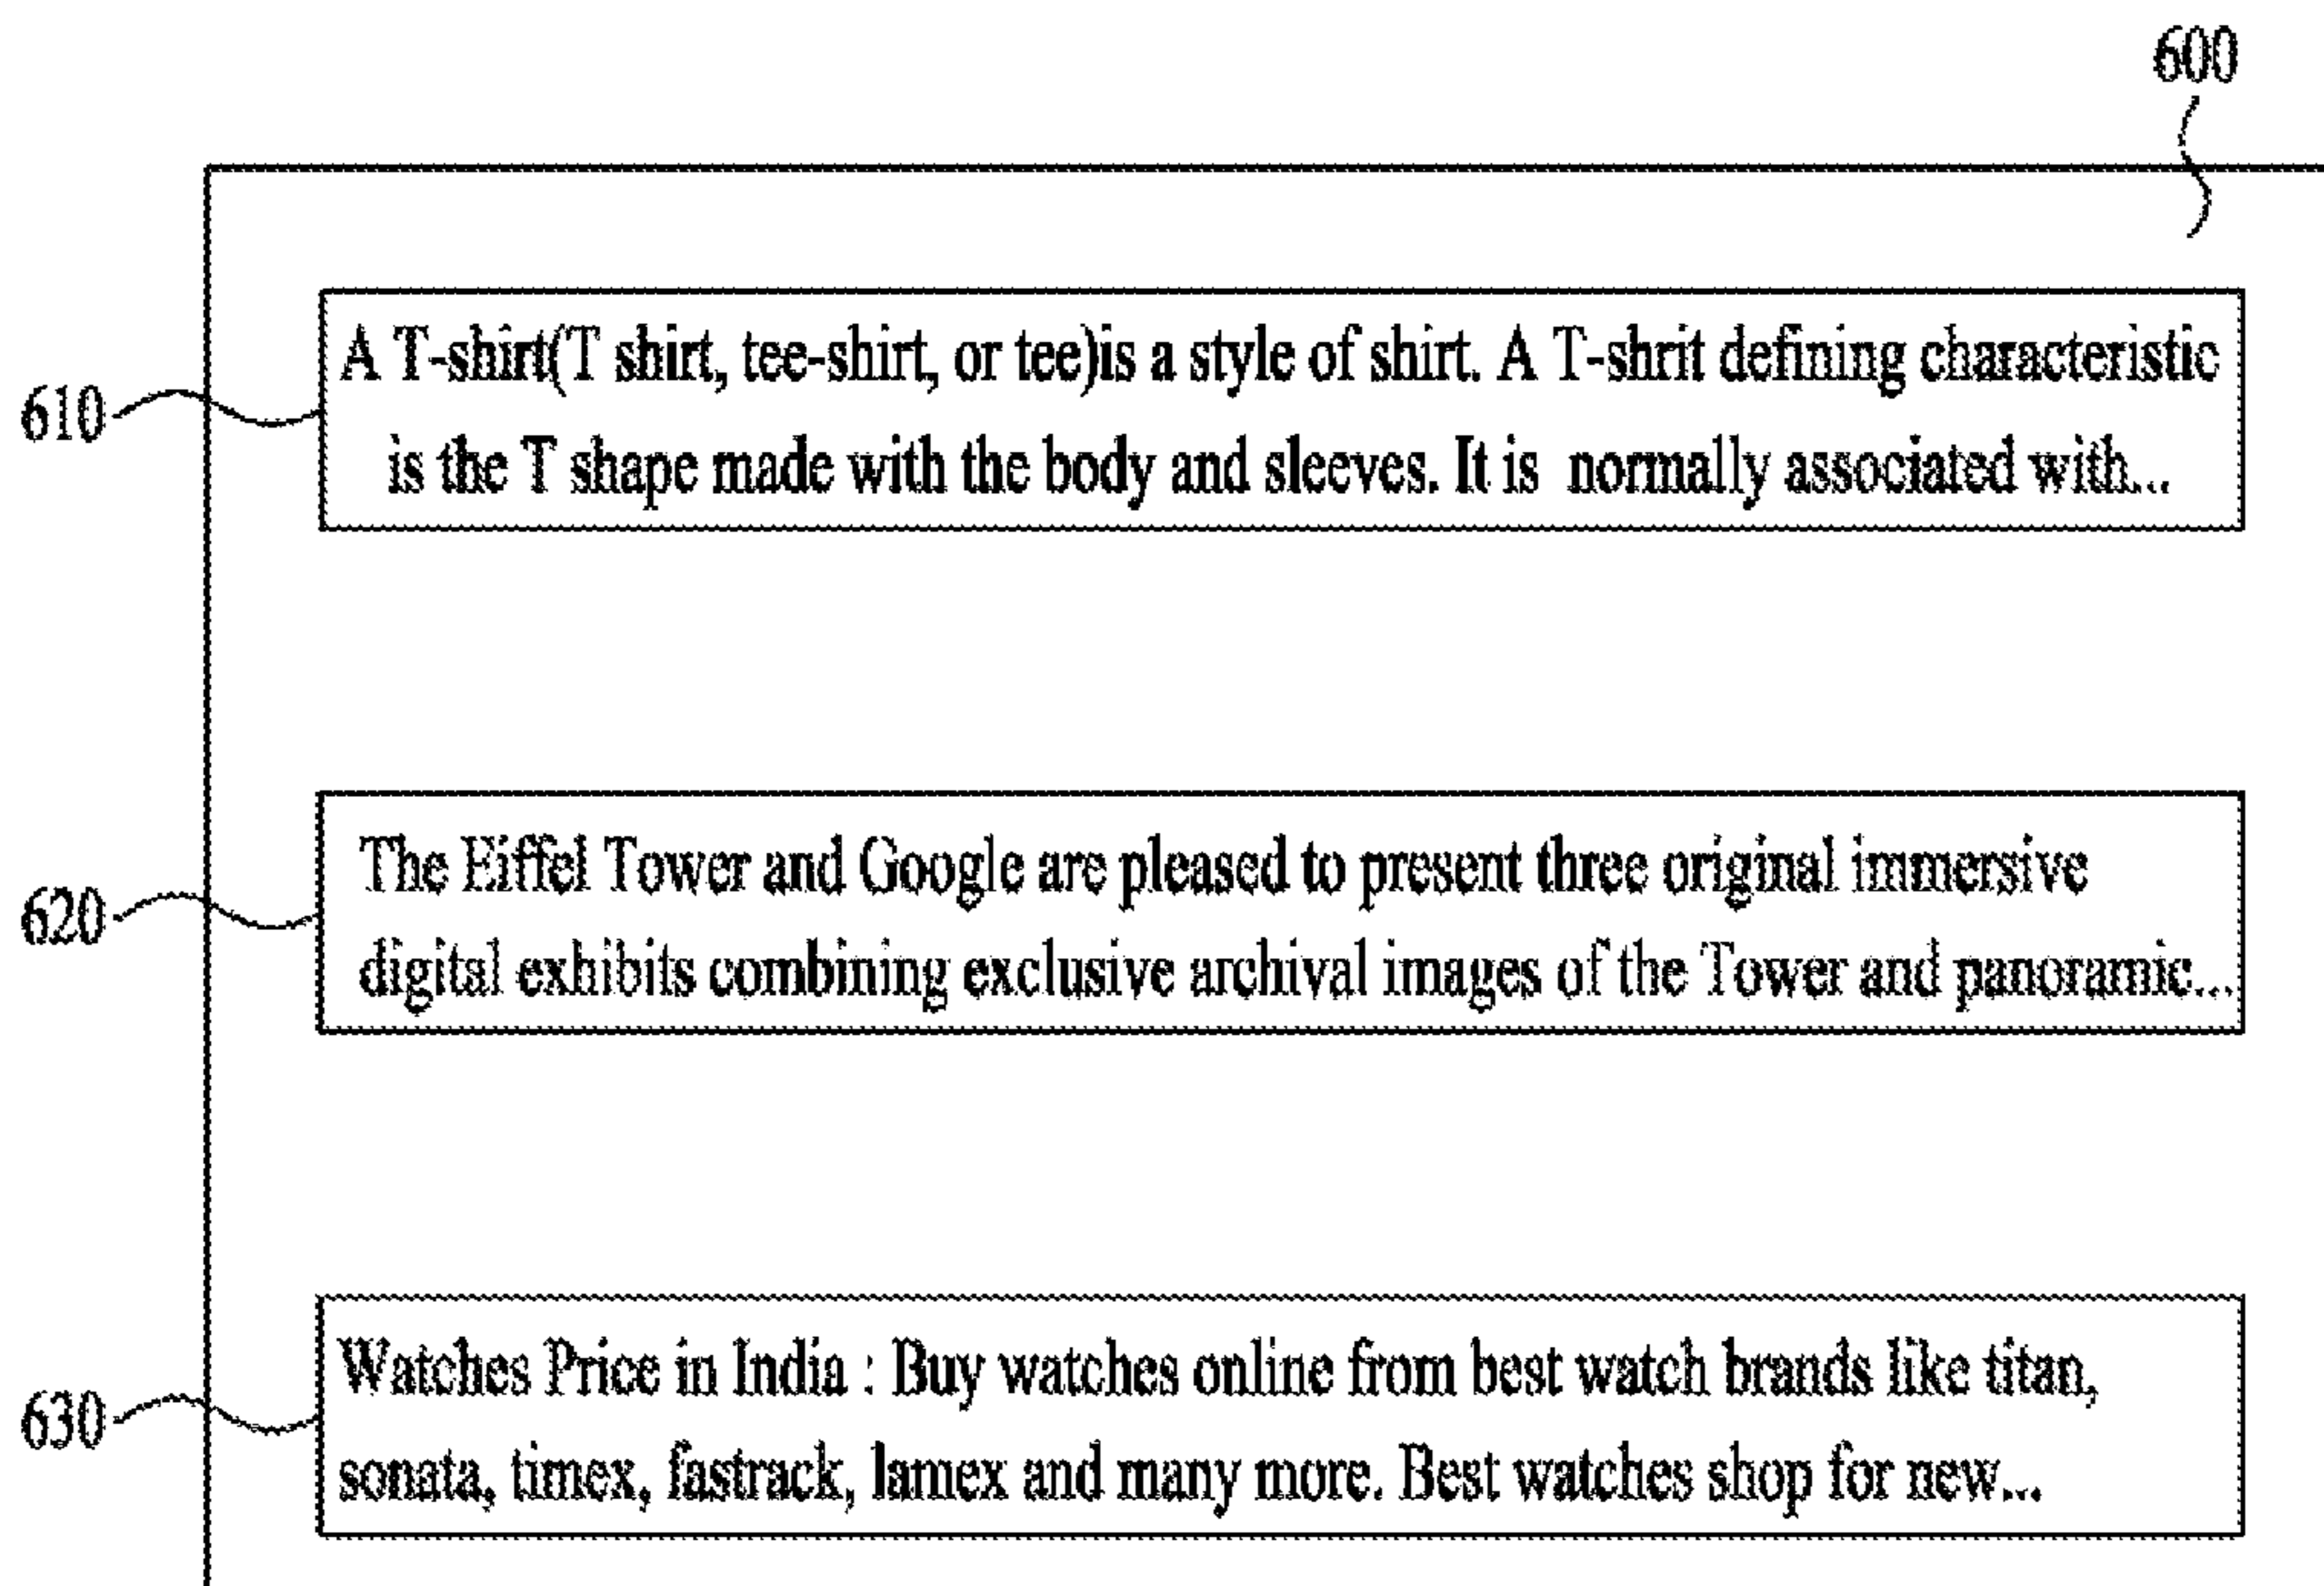 600
610
A T-shirt(T shirt, tee-shirt, or tee)is a style of shirt. A T-shrit defining characteristic
is the T shape made with the body and sleeves. It is normally associated with...
620
The Eiffel Tower and Google are pleased to present three original immersive
digital exhibits combining exclusive archival images of the Tower and panoramic...
630
Watches Price in India : Buy watches online from best watch brands like titan,
sonata, timex, fastrack, lamex and many more. Best watches shop for new...